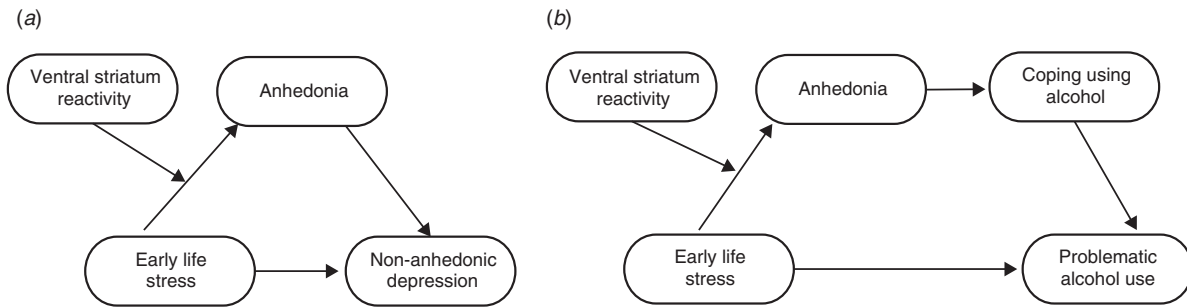 (a)
Ventral striatum
reactivity
Anhedonia
Early life
stress
Non-anhedonic
depression
(b)
Ventral striatum
reactivity
Anhedonia
Coping using
alcohol
Early life
stress
Problematic
alcohol use